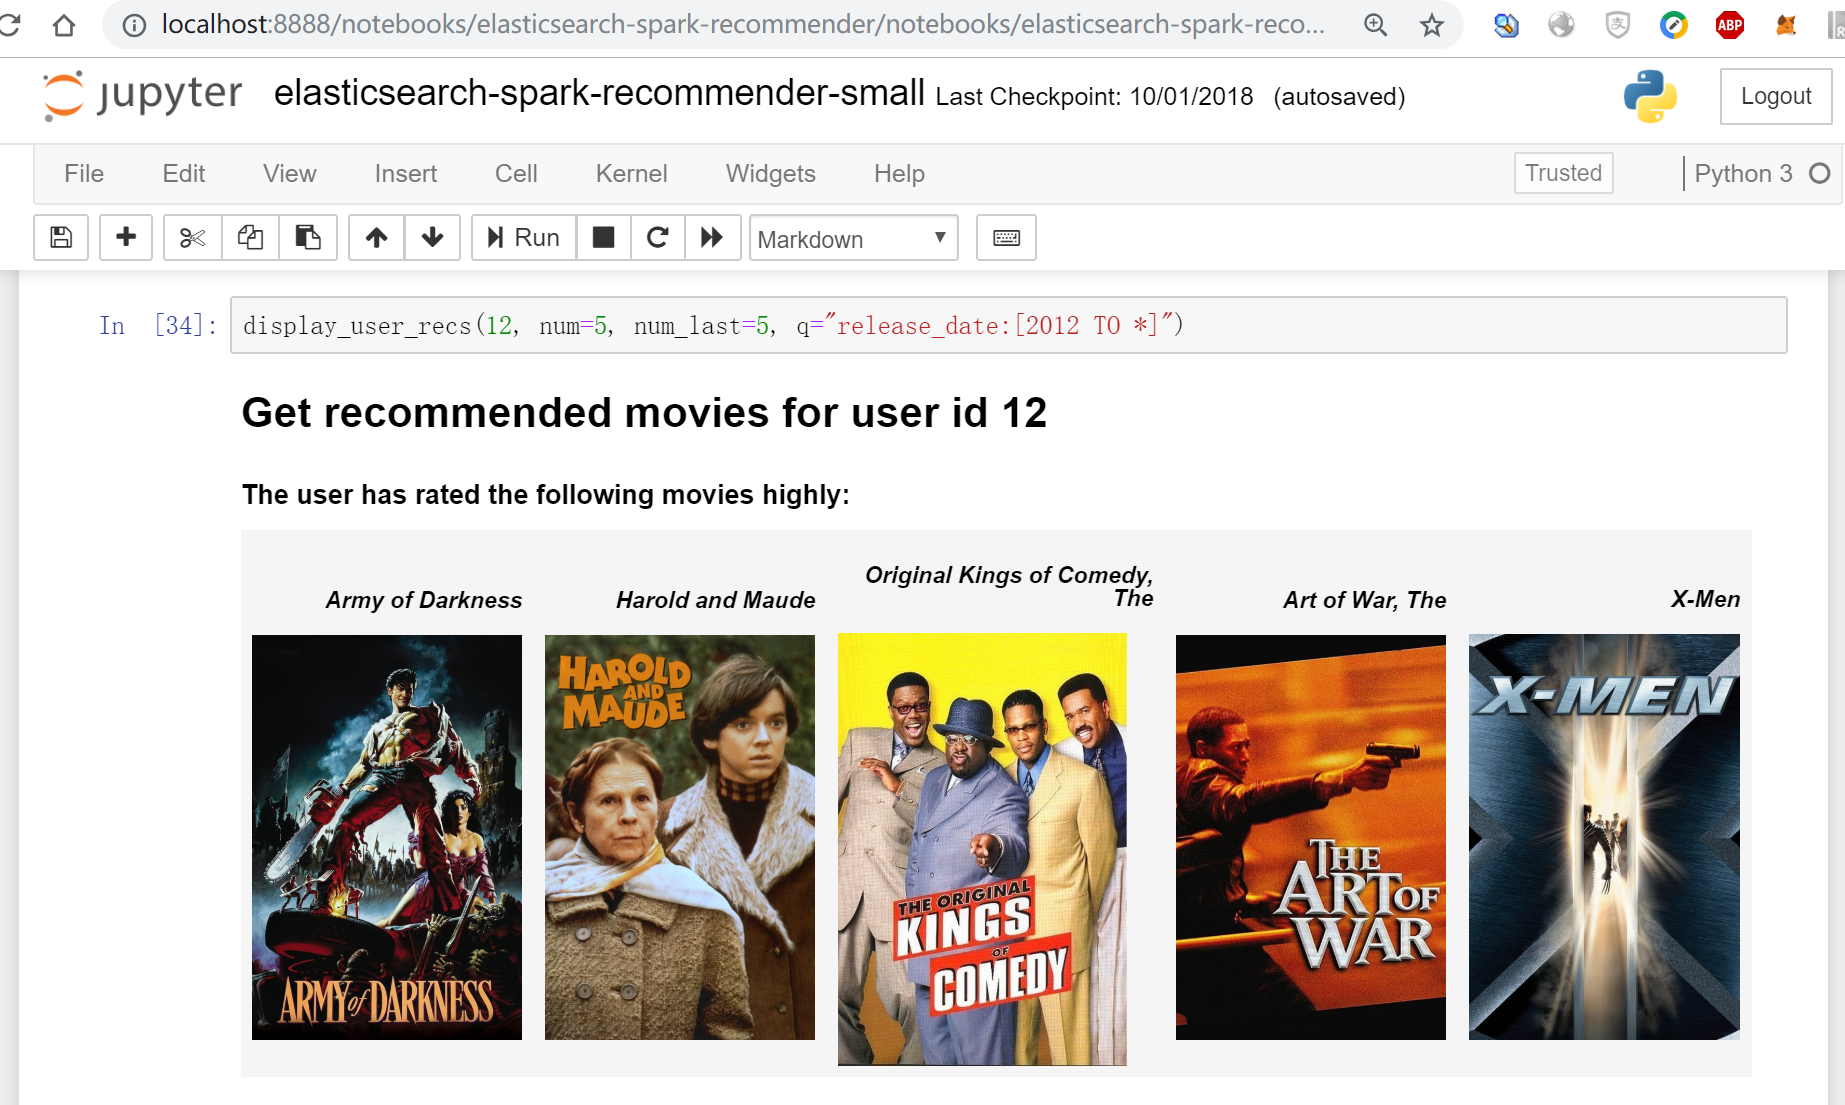 localhost:8888/notebooks/elasticsearch-spark-recommender/notebooks/elasticsearch-spark-reco...
ABP
jupyter elasticsearch-spark-recommender-small Last Checkpoint: 10/01/2018 (autosaved)
Logout
File Edit View Insert Cell Kernel Widgets Help
Trusted
Python 3
Run
Markdown
In [34]: display_user_recs(12, num=5, num_last=5, q="release_date:[2012 TO *]")
Get recommended movies for user id 12
The user has rated the following movies highly:
Army of Darkness
Harold and Maude
Original Kings of Comedy,
The
Art of War, The
X-Men
ARMY of DARKNESS
HAROLD
AND
MAUDE
THE ORIGINAL
KINGS
OF
COMEDY
THE
ART OF
WAR
X-MEN